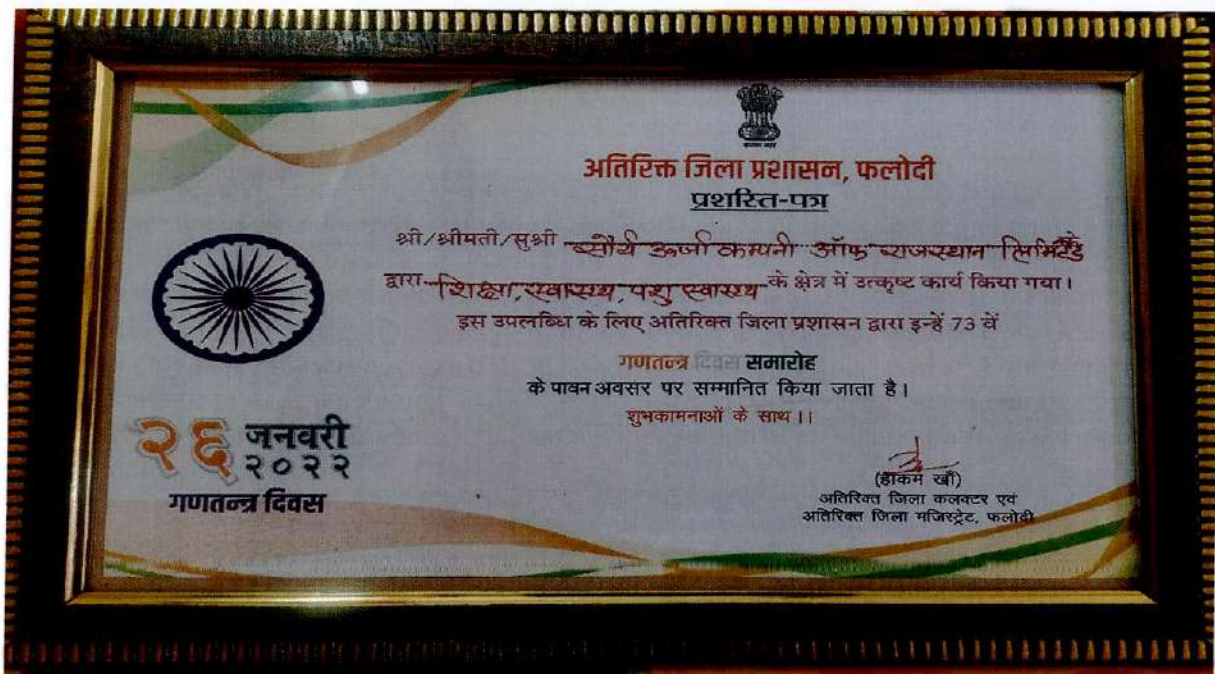 अतिरिक्त जिला प्रशासन, फलोदी
प्रशस्ति-पत्र
श्री/श्रीमती/सुश्री सौर्य ऊर्जा कम्पनी ऑफ राजस्थान लिमिटेड
द्वारा शिक्षा, स्वास्थ्य, पशु स्वास्थ्य के क्षेत्र में उत्कृष्ट कार्य किया गया।
इस उपलब्धि के लिए अतिरिक्त जिला प्रशासन द्वारा इन्हें 73 वें
गणतन्त्र दिवस समारोह
के पावन अवसर पर सम्मानित किया जाता है।
शुभकामनाओं के साथ।।
२६ जनवरी
२०२२
गणतन्त्र दिवस
(हाकम खाँ)
अतिरिक्त जिला कलक्टर एवं
अतिरिक्त जिला मजिस्ट्रेट, फलोदी